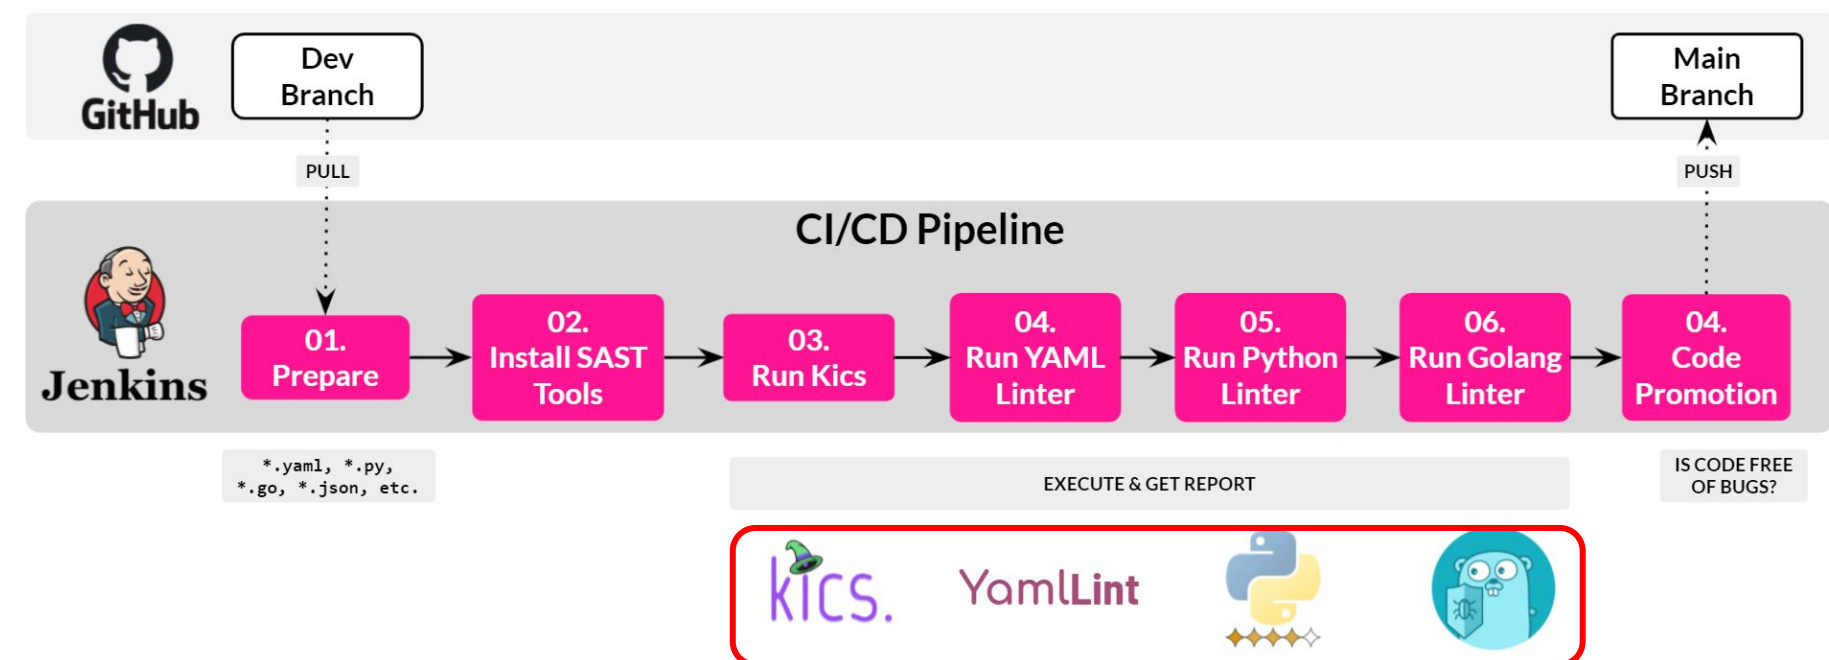 GitHub
Dev
Branch
Main
Branch
PULL
PUSH
CI/CD Pipeline
Jenkins
01.
Prepare
02.
Install SAST
Tools
03.
Run Kics
04.
Run YAML
Linter
05.
Run Python
Linter
06.
Run Golang
Linter
04.
Code
Promotion
*.yaml, *.py,
*.go, *.json, etc.
EXECUTE & GET REPORT
IS CODE FREE
OF BUGS?
kics.
YamlLint